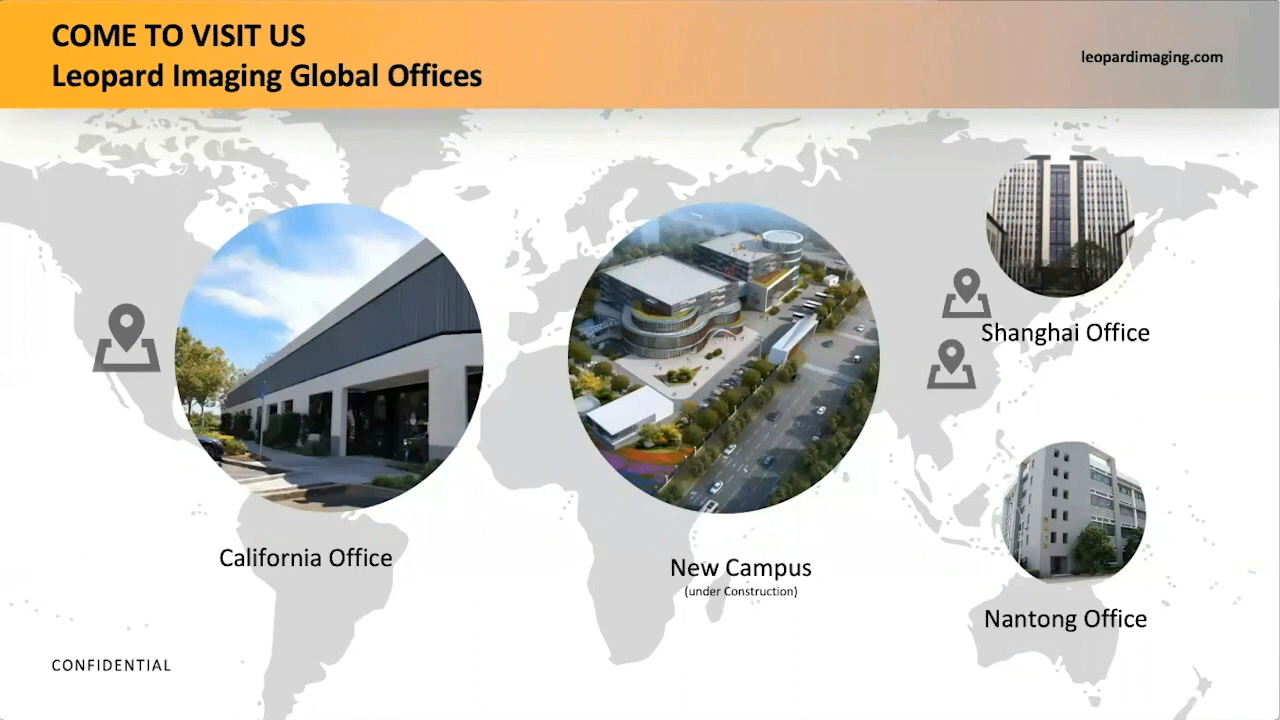 COME TO VISIT US
Leopard Imaging Global Offices
leopardimaging.com
Shanghai Office
California Office
New Campus
(under Construction)
Nantong Office
CONFIDENTIAL